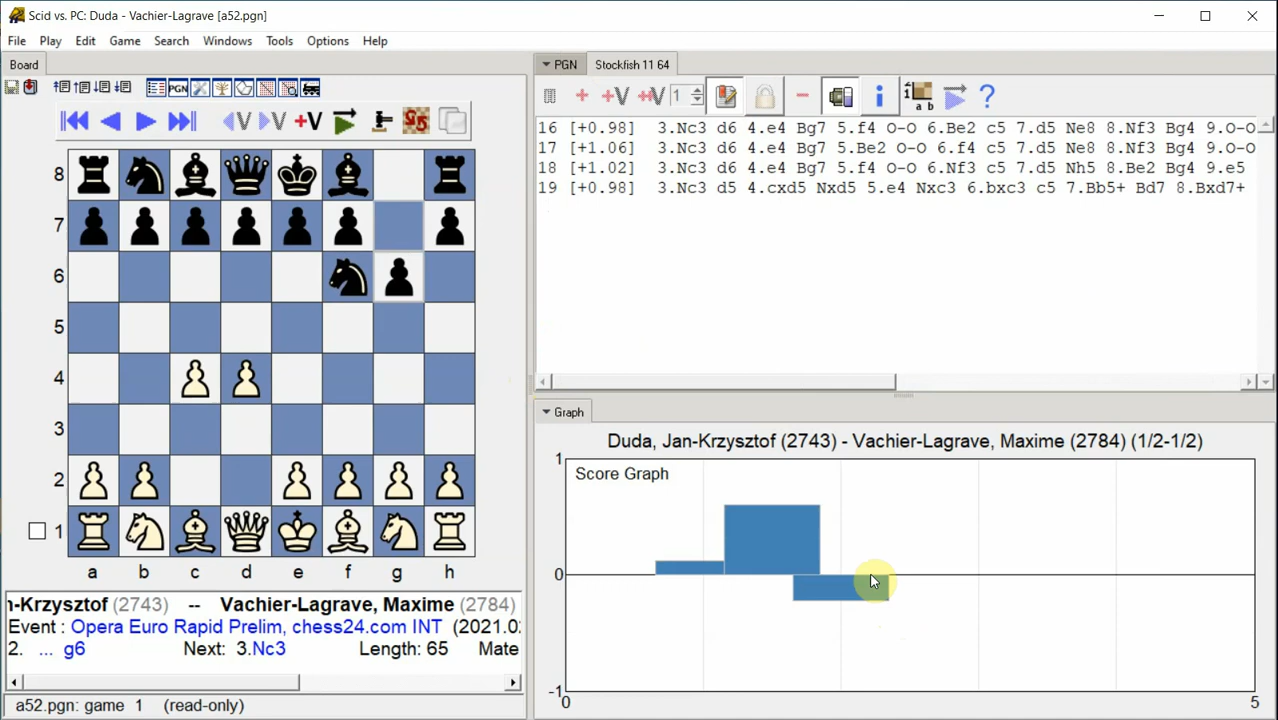 Scid vs. PC: Duda - Vachier-Lagrave [a52.pgn]
File Play Edit Game Search Windows Tools Options Help
Board
PGN
+V
8
7
6
5
4
3
2
1
a b c d e f g h
n-Krzysztof (2743) -- Vachier-Lagrave, Maxime (2784)
Event : Opera Euro Rapid Prelim, chess24.com INT (2021.02
2. ... g6 Next: 3.Nc3 Length: 65 Mate
a52.pgn: game 1 (read-only)
PGN Stockfish 11 64
+ +V 1 − i a b ?
16 [+0.98] 3.Nc3 d6 4.e4 Bg7 5.f4 O-O 6.Be2 c5 7.d5 Ne8 8.Nf3 Bg4 9.O-O
17 [+1.06] 3.Nc3 d6 4.e4 Bg7 5.Be2 O-O 6.f4 c5 7.d5 Ne8 8.Nf3 Bg4 9.O-O
18 [+1.02] 3.Nc3 d6 4.e4 Bg7 5.f4 O-O 6.Nf3 c5 7.d5 Nh5 8.Be2 Bg4 9.e5
19 [+0.98] 3.Nc3 d5 4.cxd5 Nxd5 5.e4 Nxc3 6.bxc3 c5 7.Bb5+ Bd7 8.Bxd7+
Graph
Duda, Jan-Krzysztof (2743) - Vachier-Lagrave, Maxime (2784) (1/2-1/2)
1
Score Graph
0
-1
0 5